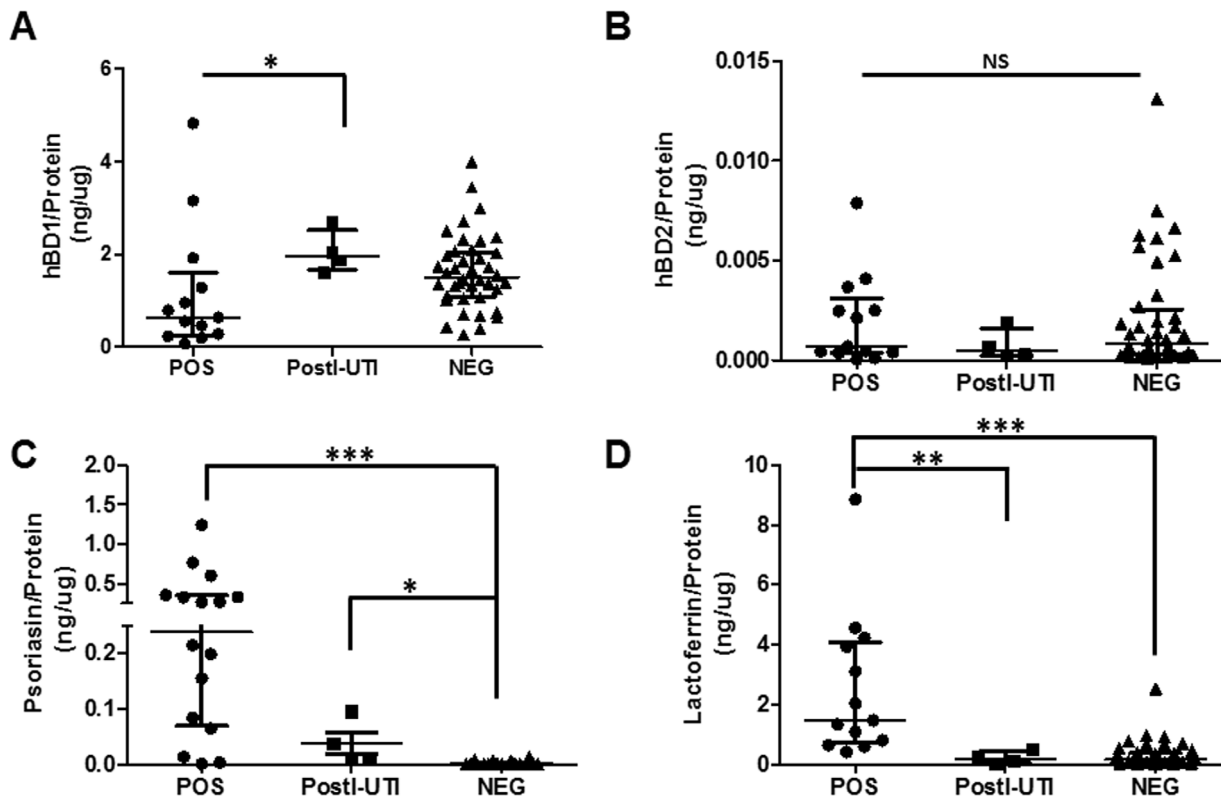 A
hBD1/Protein
(ng/ug)
6
4
2
0
*
POS
PostI-UTI
NEG
B
hBD2/Protein
(ng/ug)
0.015
0.010
0.005
0.000
NS
POS
PostI-UTI
NEG
C
Psoriasin/Protein
(ng/ug)
2.0
1.5
1.0
0.5
0.2
0.1
0.0
***
*
POS
PostI-UTI
NEG
D
Lactoferrin/Protein
(ng/ug)
10
8
6
4
2
0
***
**
POS
PostI-UTI
NEG